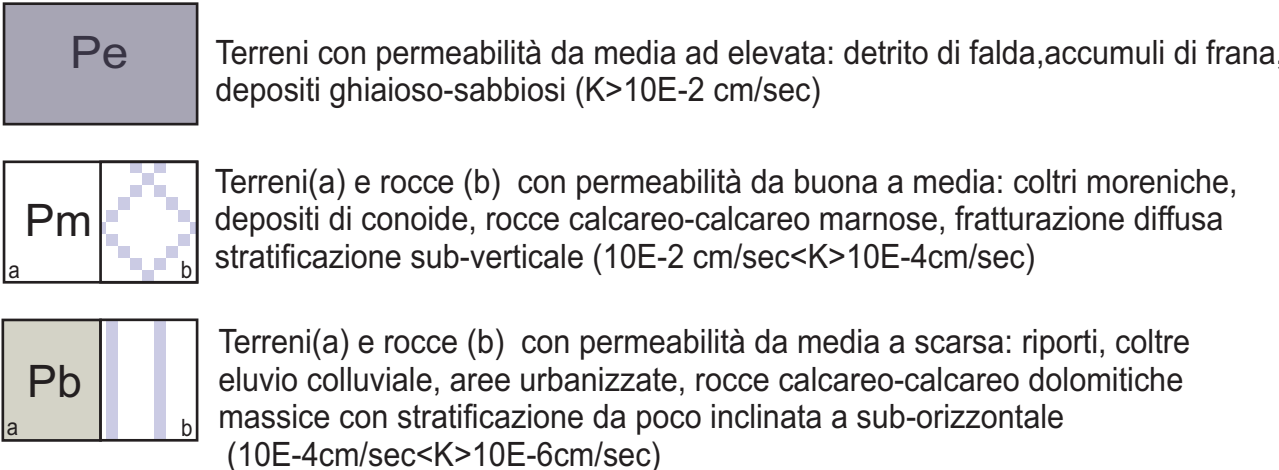 Pe
Terreni con permeabilità da media ad elevata: detrito di falda,accumuli di frana,
depositi ghiaioso-sabbiosi (K>10E-2 cm/sec)
Pm
a
b
Terreni(a) e rocce (b)  con permeabilità da buona a media: coltri moreniche,
depositi di conoide, rocce calcareo-calcareo marnose, fratturazione diffusa
stratificazione sub-verticale (10E-2 cm/sec<K>10E-4cm/sec)
Pb
a
b
Terreni(a) e rocce (b)  con permeabilità da media a scarsa: riporti, coltre
eluvio colluviale, aree urbanizzate, rocce calcareo-calcareo dolomitiche
massice con stratificazione da poco inclinata a sub-orizzontale
(10E-4cm/sec<K>10E-6cm/sec)